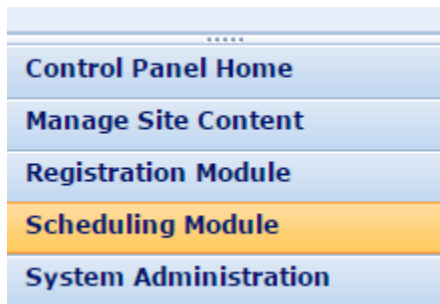 Control Panel Home
Manage Site Content
Registration Module
Scheduling Module
System Administration